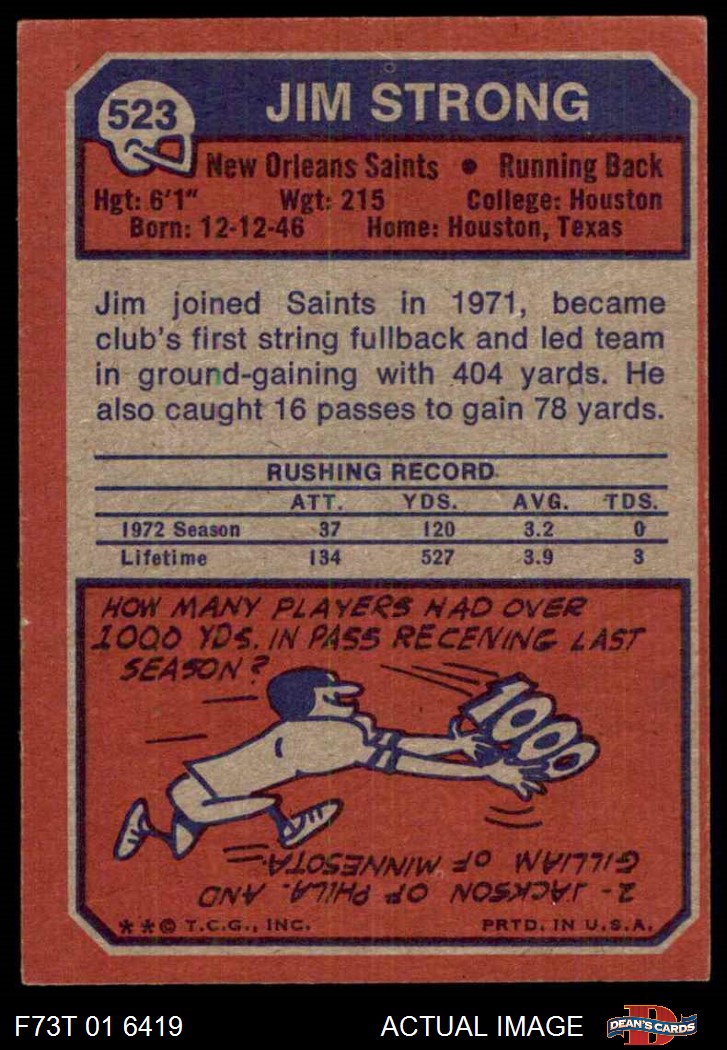 523
JIM STRONG
New Orleans Saints • Running Back
Hgt: 6'1" Wgt: 215 College: Houston
Born: 12-12-46 Home: Houston, Texas
Jim joined Saints in 1971, became
club's first string fullback and led team
in ground-gaining with 404 yards. He
also caught 16 passes to gain 78 yards.
RUSHING RECORD
ATT. YDS. AVG. TDS.
1972 Season 37 120 3.2 0
Lifetime 134 527 3.9 3
HOW MANY PLAYERS HAD OVER
1000 YDS. IN PASS RECEIVING LAST
SEASON?
1000
2-JACKSON OF PHILA. AND
GILLIAM OF MINNESOTA.
**© T.C.G., INC. PRTD. IN U.S.A.
F73T 01 6419 ACTUAL IMAGE
D
DEAN'S CARDS